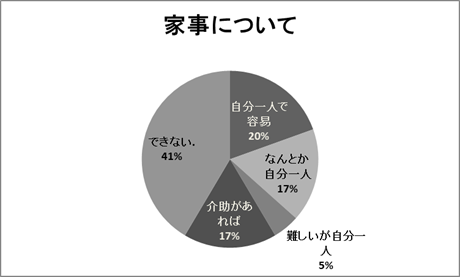 家事について
自分一人で
容易
20%
なんとか
自分一人
17%
難しいが自分一
人
5%
介助があ
れば
17%
できない.
41%